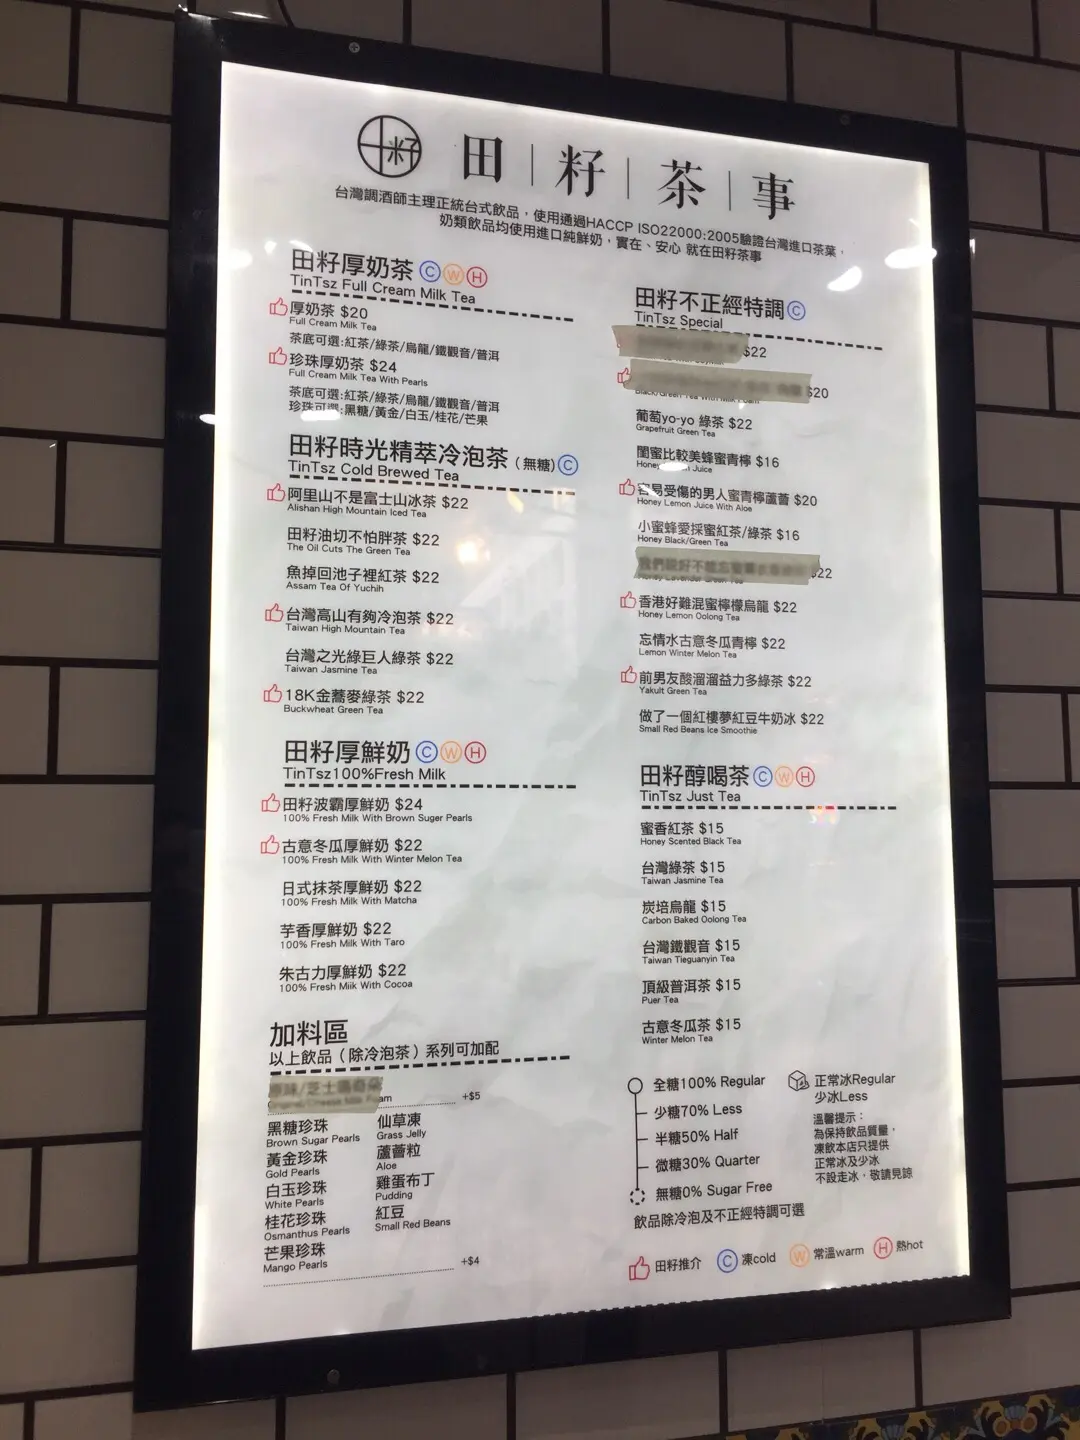 籽 田 | 籽 | 茶 | 事
台灣調酒師主理正統台式飲品，使用通過HACCP ISO22000:2005驗證台灣進口茶葉，
奶類飲品均使用進口純鮮奶，實在、安心 就在田籽茶事
田籽厚奶茶 C W H
TinTsz Full Cream Milk Tea
厚奶茶 $20
Full Cream Milk Tea
茶底可選:紅茶/綠茶/烏龍/鐵觀音/普洱
珍珠厚奶茶 $24
Full Cream Milk Tea With Pearls
茶底可選:紅茶/綠茶/烏龍/鐵觀音/普洱
珍珠可選:黑糖/黃金/白玉/桂花/芒果
田籽時光精萃冷泡茶（無糖） C
TinTsz Cold Brewed Tea
阿里山不是富士山冰茶 $22
Alishan High Mountain Iced Tea
田籽油切不怕胖茶 $22
The Oil Cuts The Green Tea
魚掉回池子裡紅茶 $22
Assam Tea Of Yuchih
台灣高山有夠冷泡茶 $22
Taiwan High Mountain Tea
台灣之光綠巨人綠茶 $22
Taiwan Jasmine Tea
18K金蕎麥綠茶 $22
Buckwheat Green Tea
田籽厚鮮奶 C W H
TinTsz100%Fresh Milk
田籽波霸厚鮮奶 $24
100% Fresh Milk With Brown Suger Pearls
古意冬瓜厚鮮奶 $22
100% Fresh Milk With Winter Melon Tea
日式抹茶厚鮮奶 $22
100% Fresh Milk With Matcha
芋香厚鮮奶 $22
100% Fresh Milk With Taro
朱古力厚鮮奶 $22
100% Fresh Milk With Cocoa
加料區
以上飲品（除冷泡茶）系列可加配
+$5
黑糖珍珠
Brown Sugar Pearls
黃金珍珠
Gold Pearls
白玉珍珠
White Pearls
桂花珍珠
Osmanthus Pearls
芒果珍珠
Mango Pearls
仙草凍
Grass Jelly
蘆薈粒
Aloe
雞蛋布丁
Pudding
紅豆
Small Red Beans
+$4
田籽不正經特調 C
TinTsz Special
$22
$20
Black/Green Tea With Milk Foam
葡萄yo-yo 綠茶 $22
Grapefruit Green Tea
閨蜜比較美蜂蜜青檸 $16
Honey Juice
容易受傷的男人蜜青檸蘆薈 $20
Honey Lemon Juice With Aloe
小蜜蜂愛採蜜紅茶/綠茶 $16
Honey Black/Green Tea
$22
Honey Lavender Green Tea
香港好難混蜜檸檬烏龍 $22
Honey Lemon Oolong Tea
忘情水古意冬瓜青檸 $22
Lemon Winter Melon Tea
前男友酸溜溜益力多綠茶 $22
Yakult Green Tea
做了一個紅樓夢紅豆牛奶冰 $22
Small Red Beans Ice Smoothie
田籽醇喝茶 C W H
TinTsz Just Tea
蜜香紅茶 $15
Honey Scented Black Tea
台灣綠茶 $15
Taiwan Jasmine Tea
炭培烏龍 $15
Carbon Baked Oolong Tea
台灣鐵觀音 $15
Taiwan Tieguanyin Tea
頂級普洱茶 $15
Puer Tea
古意冬瓜茶 $15
Winter Melon Tea
全糖100% Regular
少糖70% Less
半糖50% Half
微糖30% Quarter
無糖0% Sugar Free
飲品除冷泡及不正經特調可選
正常冰Regular
少冰Less
溫馨提示：
為保持飲品質量，
凍飲本店只提供
正常冰及少冰
不設走冰，敬請見諒
田籽推介 C 凍cold W 常溫warm H 熱hot